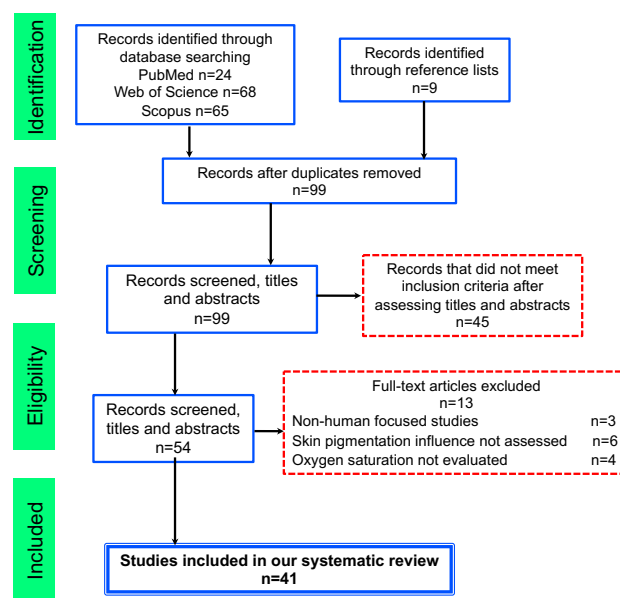 Identification
Records identified through
database searching
PubMed n=24
Web of Science n=68
Scopus n=65
Records identified
through reference lists
n=9
Screening
Records after duplicates removed
n=99
Records screened, titles
and abstracts
n=99
Records that did not meet
inclusion criteria after
assessing titles and abstracts
n=45
Eligibility
Records screened,
titles and abstracts
n=54
Full-text articles excluded
n=13
Non-human focused studies n=3
Skin pigmentation influence not assessed n=6
Oxygen saturation not evaluated n=4
Included
Studies included in our systematic review
n=41